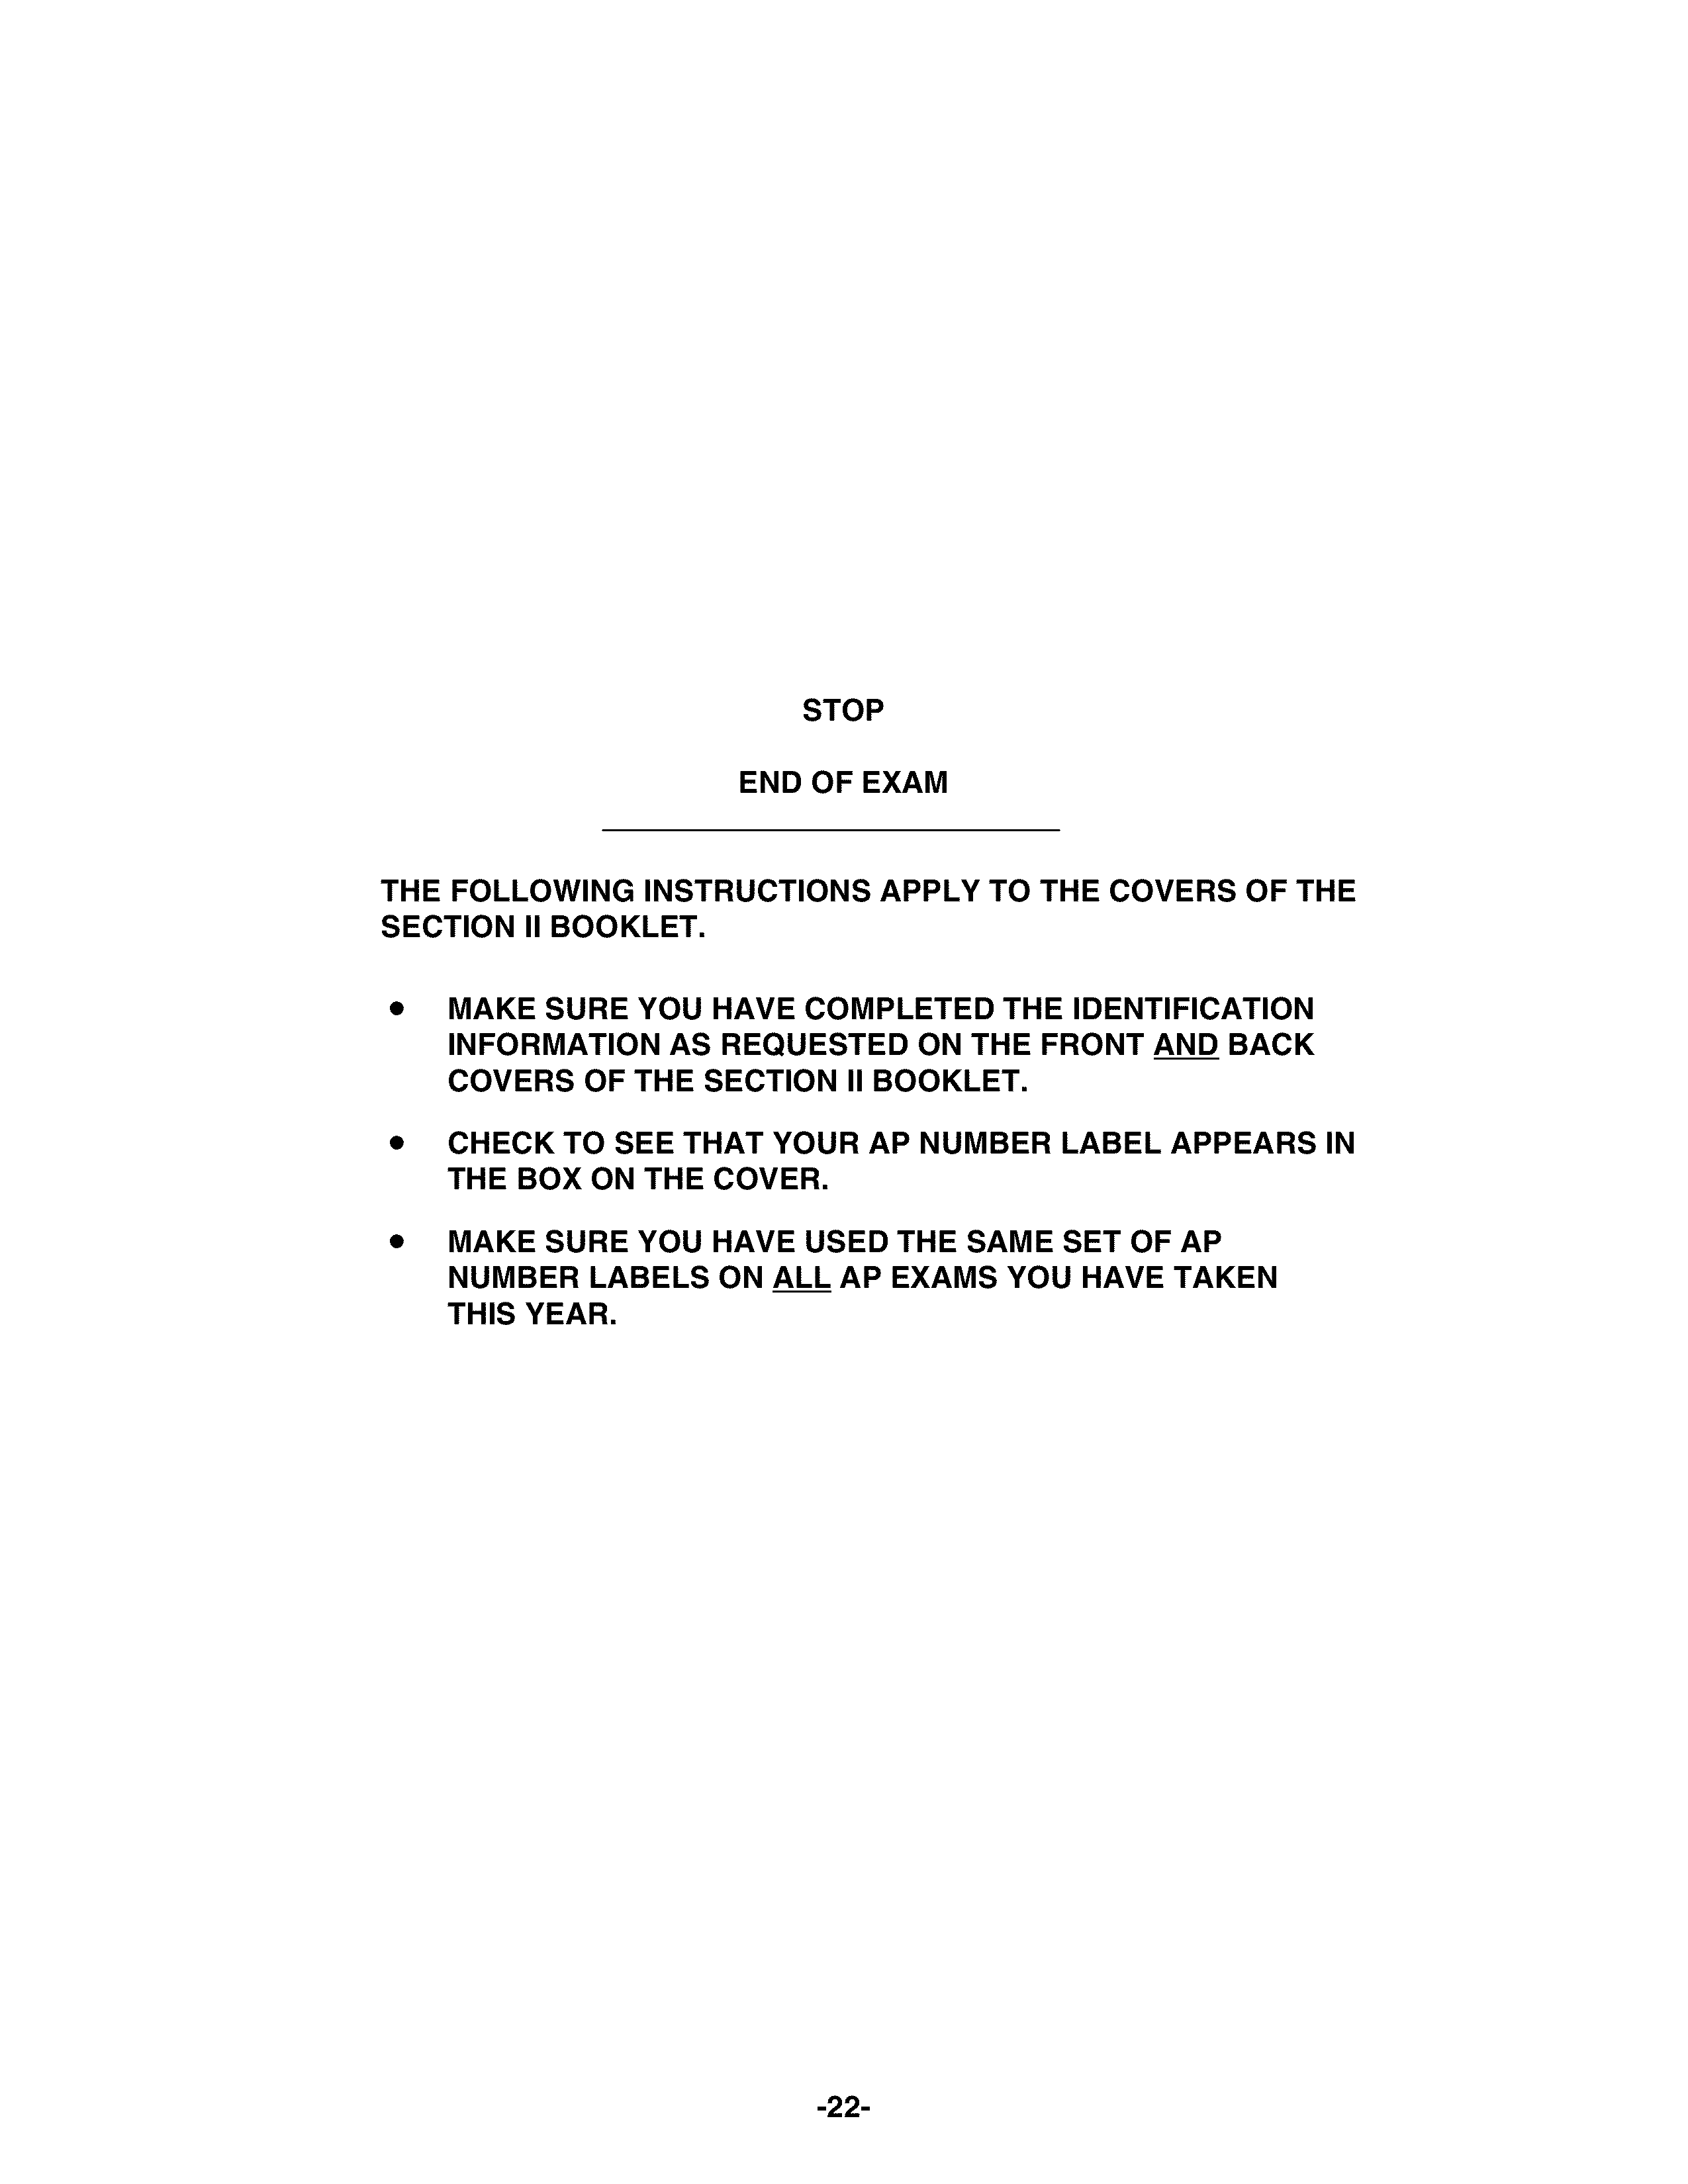 STOP
END OF EXAM
THE FOLLOWING INSTRUCTIONS APPLY TO THE COVERS OF THE
SECTION II BOOKLET.
• MAKE SURE YOU HAVE COMPLETED THE IDENTIFICATION
INFORMATION AS REQUESTED ON THE FRONT AND BACK
COVERS OF THE SECTION II BOOKLET.
• CHECK TO SEE THAT YOUR AP NUMBER LABEL APPEARS IN
THE BOX ON THE COVER.
• MAKE SURE YOU HAVE USED THE SAME SET OF AP
NUMBER LABELS ON ALL AP EXAMS YOU HAVE TAKEN
THIS YEAR.
-22-